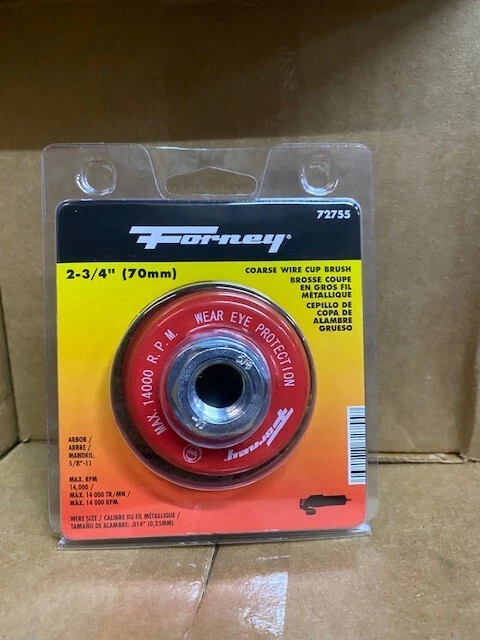 72755
Forney®
2-3/4" (70mm)
COARSE WIRE CUP BRUSH
BROSSE COUPE
EN GROS FIL
MÉTALLIQUE
CEPILLO DE
COPA DE
ALAMBRE
GRUESO
MAX. 14000 R.P.M. WEAR EYE PROTECTION
Forney
ARBOR /
ARBRE /
MANDRIL:
5/8"-11
MAX. RPM
14,000 /
MAX. 14 000 TR/MN /
MÁX. 14 000 RPM
WIRE SIZE / CALIBRE DU FIL MÉTALLIQUE /
TAMAÑO DE ALAMBRE: .014" (0,35MM)